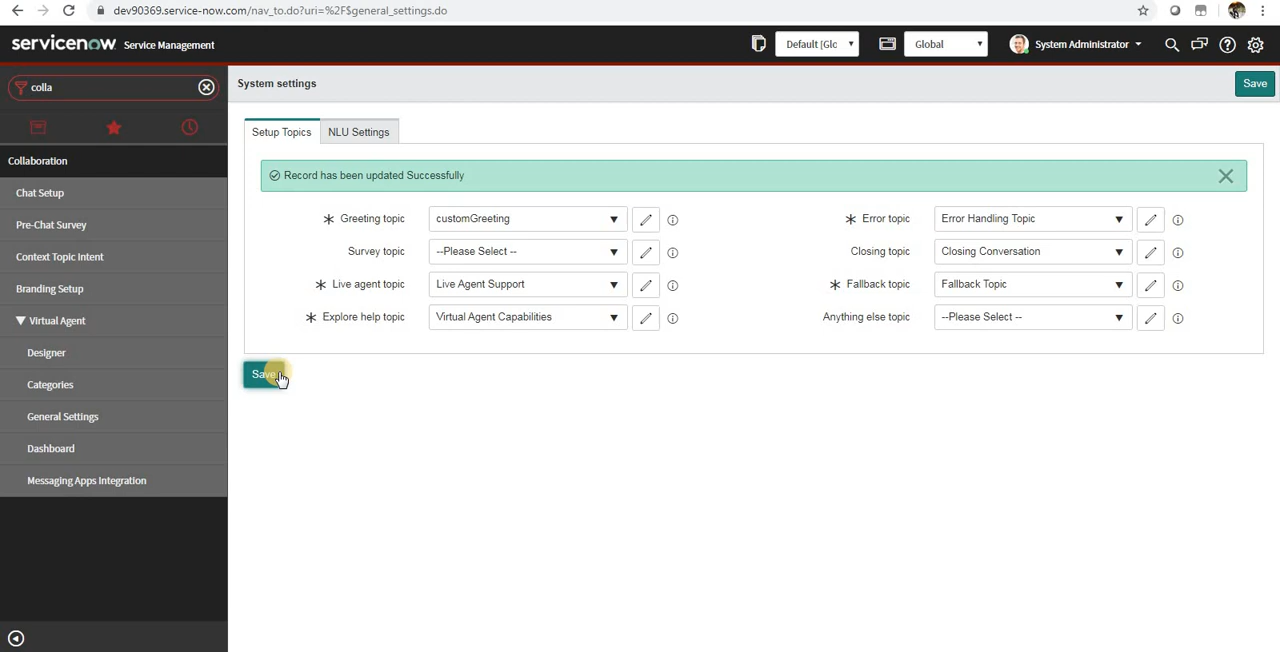 dev90369.service-now.com/nav_to.do?uri=%2F$general_settings.do
servicenow Service Management
Default [Glc
Global
System Administrator
colla
System settings
Save
Collaboration
Chat Setup
Pre-Chat Survey
Context Topic Intent
Branding Setup
Virtual Agent
Designer
Categories
General Settings
Dashboard
Messaging Apps Integration
Setup Topics NLU Settings
Record has been updated Successfully
Greeting topic customGreeting Error topic Error Handling Topic
Survey topic --Please Select -- Closing topic Closing Conversation
Live agent topic Live Agent Support Fallback topic Fallback Topic
Explore help topic Virtual Agent Capabilities Anything else topic --Please Select --
Save